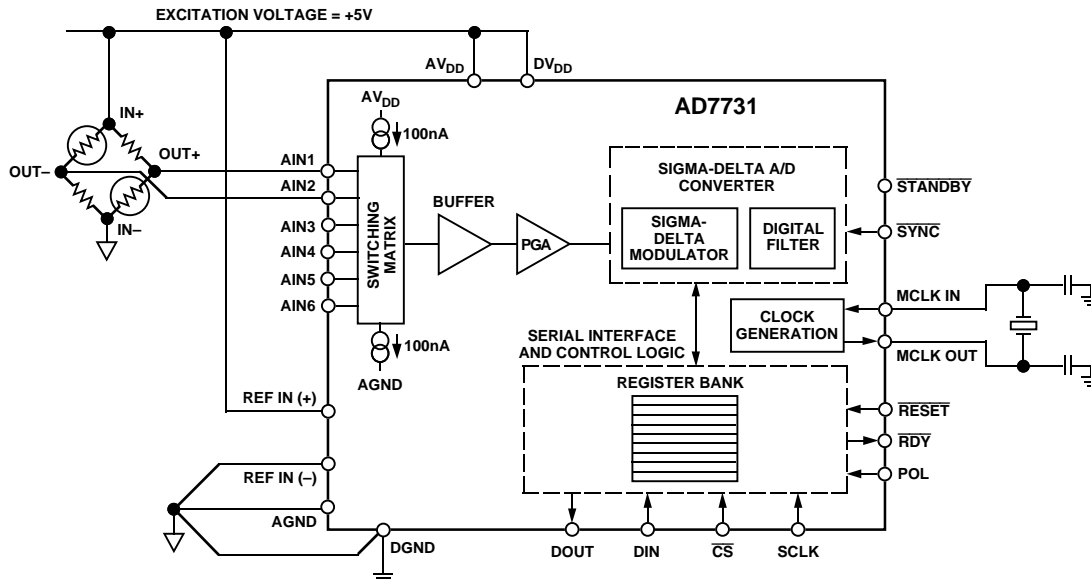 EXCITATION VOLTAGE = +5V
AVDD
DVDD
AD7731
IN+
OUT+
OUT–
IN–
AVDD
100nA
AIN1
AIN2
AIN3
AIN4
AIN5
AIN6
SWITCHING
MATRIX
BUFFER
PGA
SIGMA-DELTA A/D
CONVERTER
SIGMA-
DELTA
MODULATOR
DIGITAL
FILTER
STANDBY
SYNC
100nA
AGND
SERIAL INTERFACE
AND CONTROL LOGIC
CLOCK
GENERATION
MCLK IN
MCLK OUT
REGISTER BANK
REF IN (+)
RESET
RDY
POL
REF IN (–)
AGND
DGND
DOUT
DIN
CS
SCLK